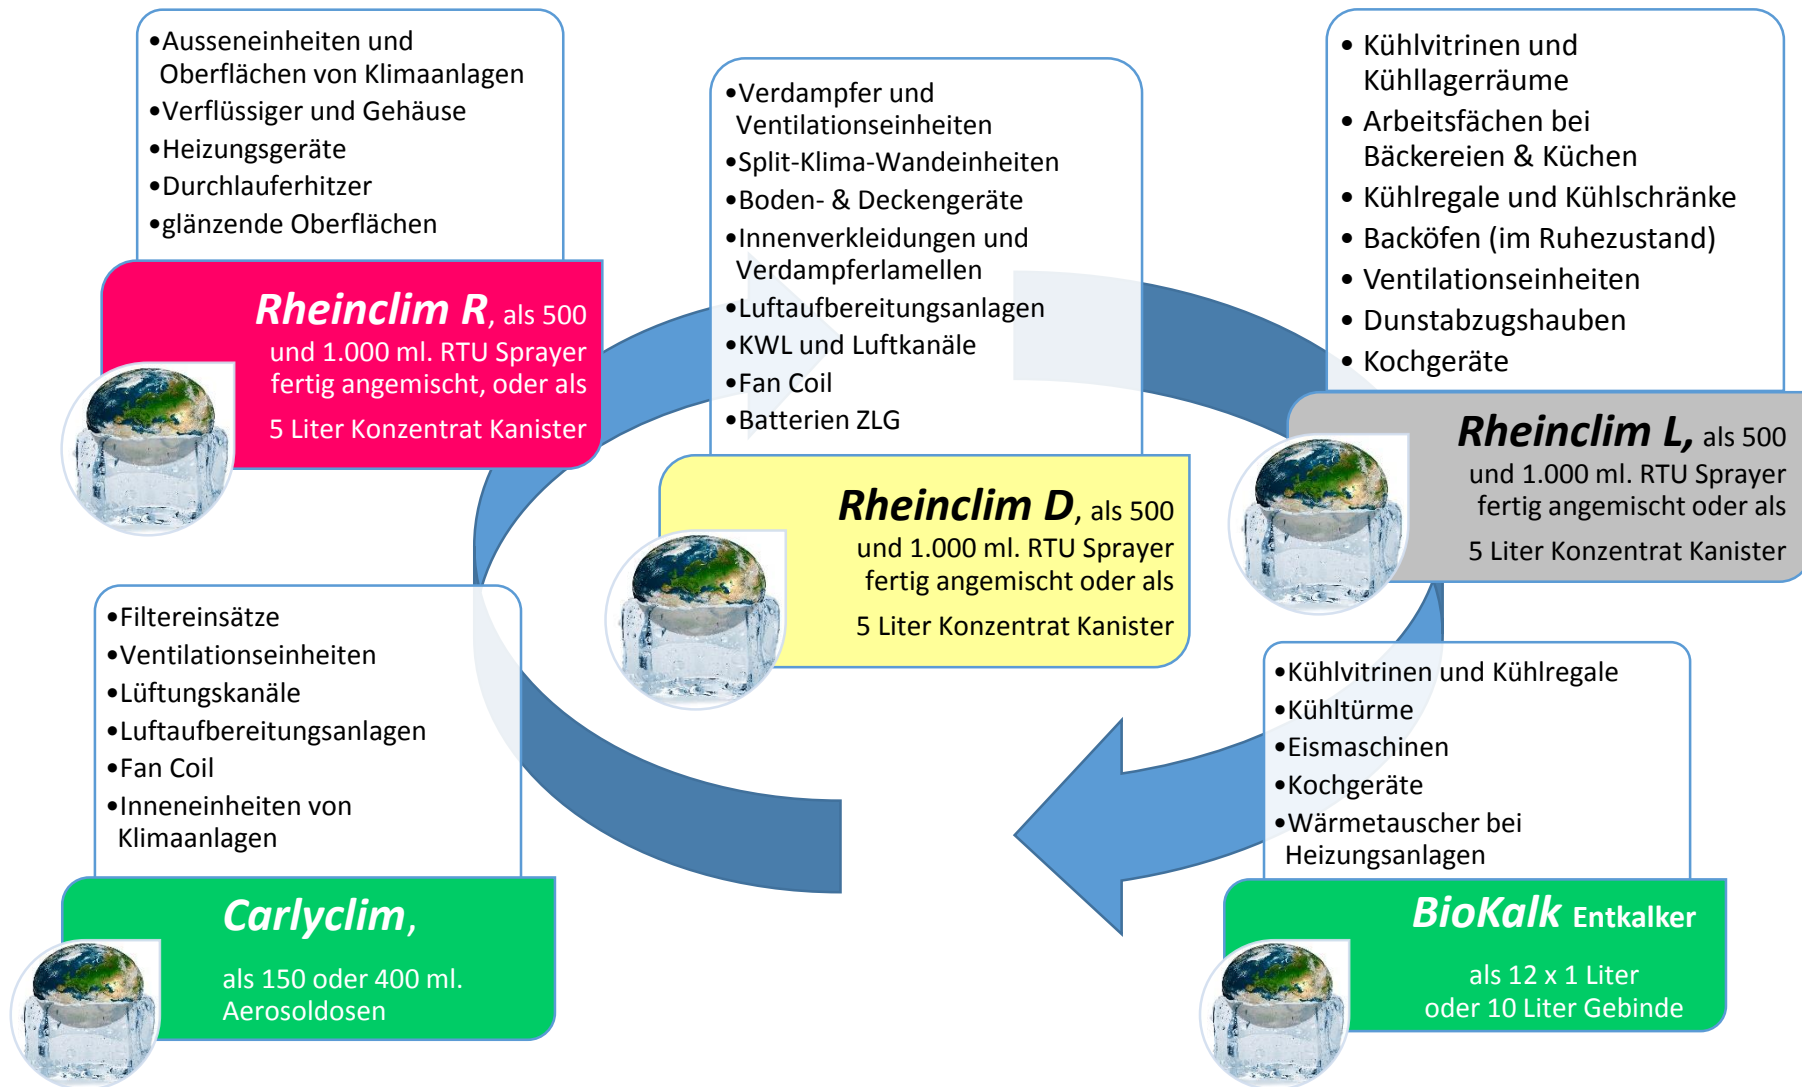 •Ausseneinheiten und
Oberflächen von Klimaanlagen
•Verflüssiger und Gehäuse
•Heizungsgeräte
•Durchlauferhitzer
•glänzende Oberflächen
Rheinclim R, als 500
und 1.000 ml. RTU Sprayer
fertig angemischt, oder als
5 Liter Konzentrat Kanister
•Verdampfer und
Ventilationseinheiten
•Split-Klima-Wandeinheiten
•Boden- & Deckengeräte
•Innenverkleidungen und
Verdampferlamellen
•Luftaufbereitungsanlagen
•KWL und Luftkanäle
•Fan Coil
•Batterien ZLG
Rheinclim D, als 500
und 1.000 ml. RTU Sprayer
fertig angemischt oder als
5 Liter Konzentrat Kanister
• Kühlvitrinen und
Kühllagerräume
• Arbeitsfächen bei
Bäckereien & Küchen
• Kühlregale und Kühlschränke
• Backöfen (im Ruhezustand)
• Ventilationseinheiten
• Dunstabzugshauben
• Kochgeräte
Rheinclim L, als 500
und 1.000 ml. RTU Sprayer
fertig angemischt oder als
5 Liter Konzentrat Kanister
•Filtereinsätze
•Ventilationseinheiten
•Lüftungskanäle
•Luftaufbereitungsanlagen
•Fan Coil
•Inneneinheiten von
Klimaanlagen
Carlyclim,
als 150 oder 400 ml.
Aerosoldosen
•Kühlvitrinen und Kühlregale
•Kühltürme
•Eismaschinen
•Kochgeräte
•Wärmetauscher bei
Heizungsanlagen
BioKalk Entkalker
als 12 x 1 Liter
oder 10 Liter Gebinde